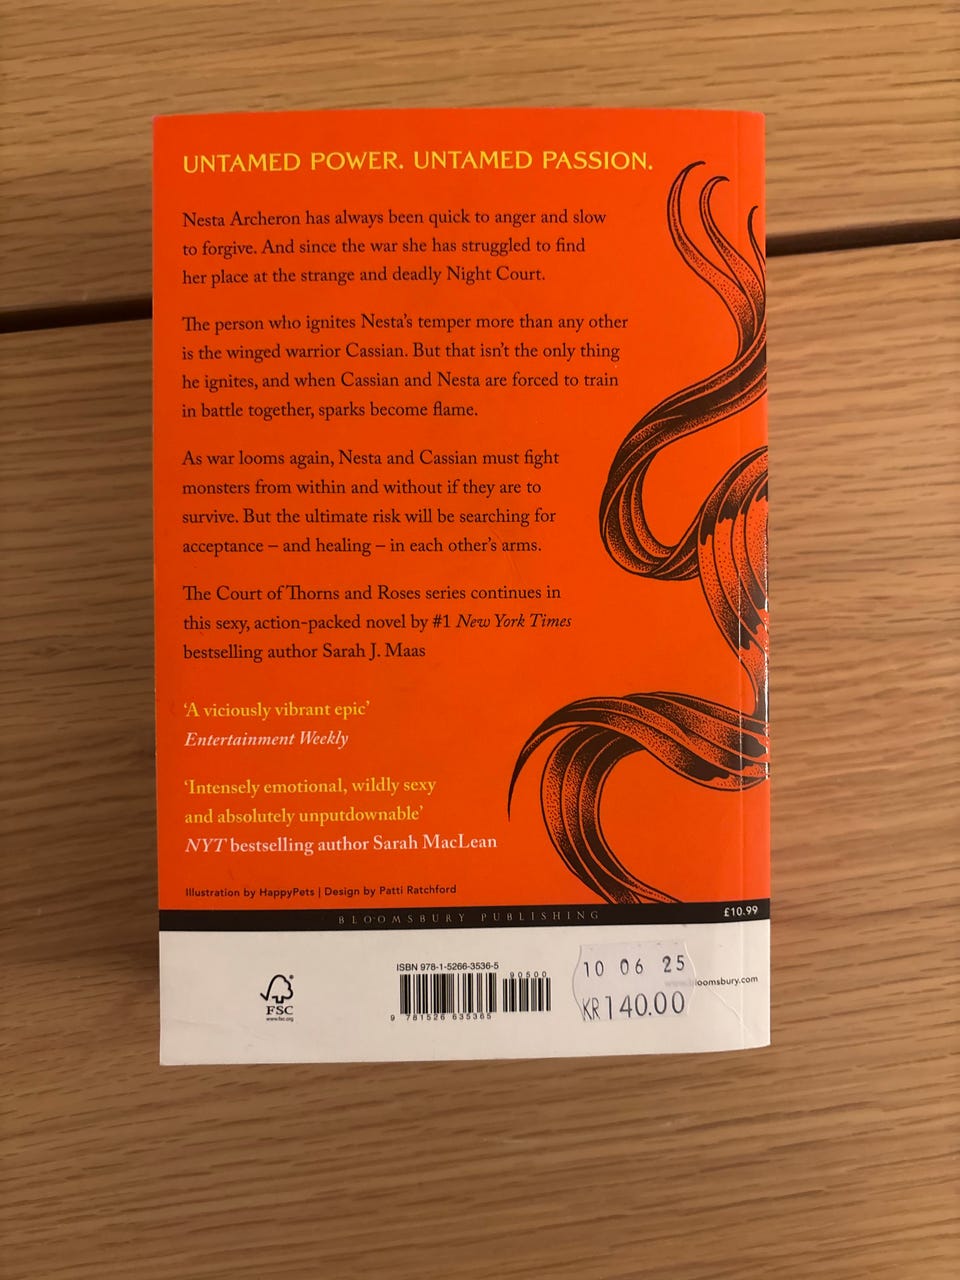 UNTAMED POWER. UNTAMED PASSION.
Nesta Archeron has always been quick to anger and slow
to forgive. And since the war she has struggled to find
her place at the strange and deadly Night Court.
The person who ignites Nesta's temper more than any other
is the winged warrior Cassian. But that isn't the only thing
he ignites, and when Cassian and Nesta are forced to train
in battle together, sparks become flame.
As war looms again, Nesta and Cassian must fight
monsters from within and without if they are to
survive. But the ultimate risk will be searching for
acceptance – and healing – in each other's arms.
The Court of Thorns and Roses series continues in
this sexy, action-packed novel by #1 New York Times
bestselling author Sarah J. Maas
'A viciously vibrant epic'
Entertainment Weekly
'Intensely emotional, wildly sexy
and absolutely unputdownable'
NYT bestselling author Sarah MacLean
Illustration by HappyPets | Design by Patti Ratchford
BLOOMSBURY PUBLISHING
£10.99
FSC
www.fsc.org
ISBN 978-1-5266-3536-5
90500
9 781526 635365
10 06 25
KR140.00
www.bloomsbury.com